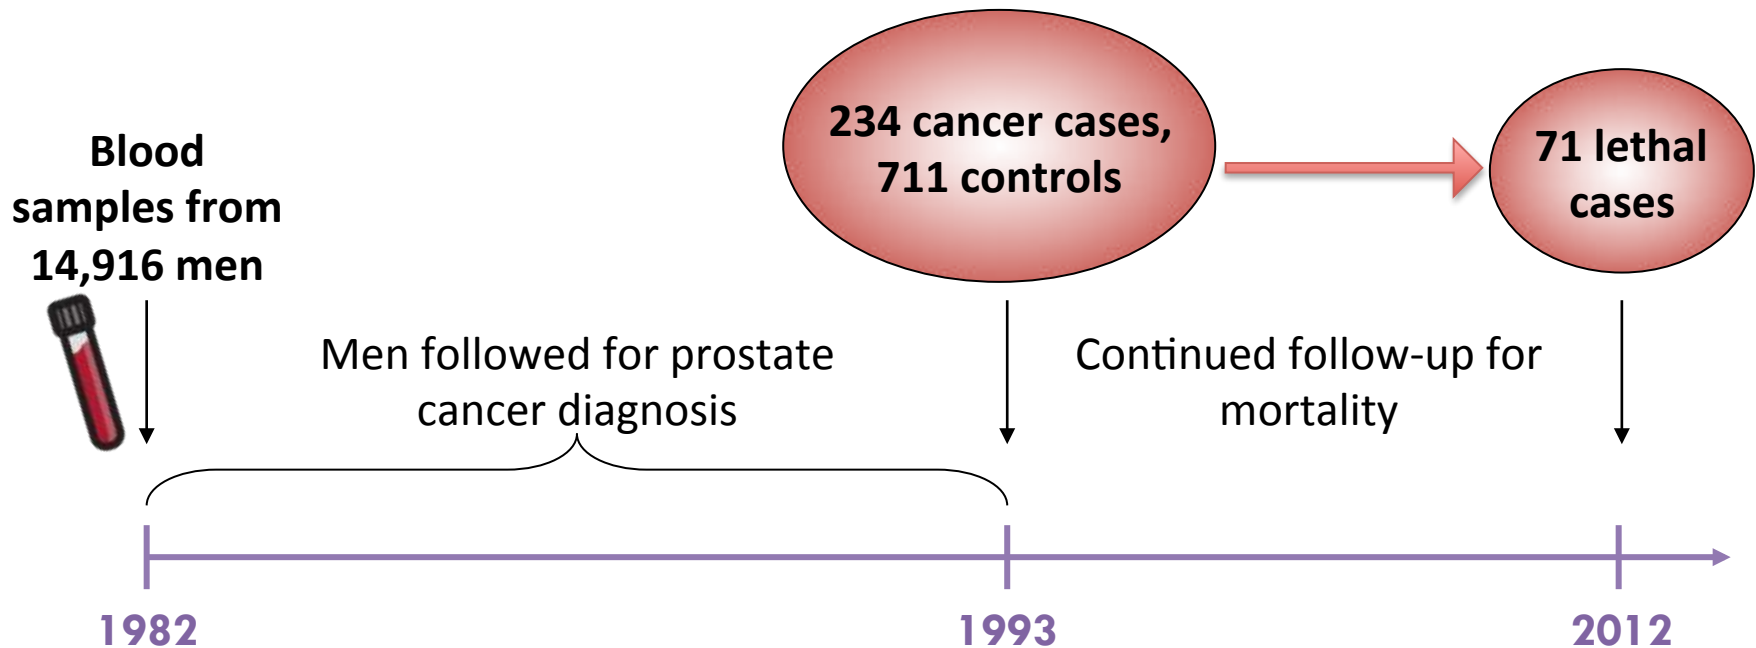 Blood
samples from
14,916 men
234 cancer cases,
711 controls
71 lethal
cases
Men followed for prostate
cancer diagnosis
Continued follow-up for
mortality
1982
1993
2012